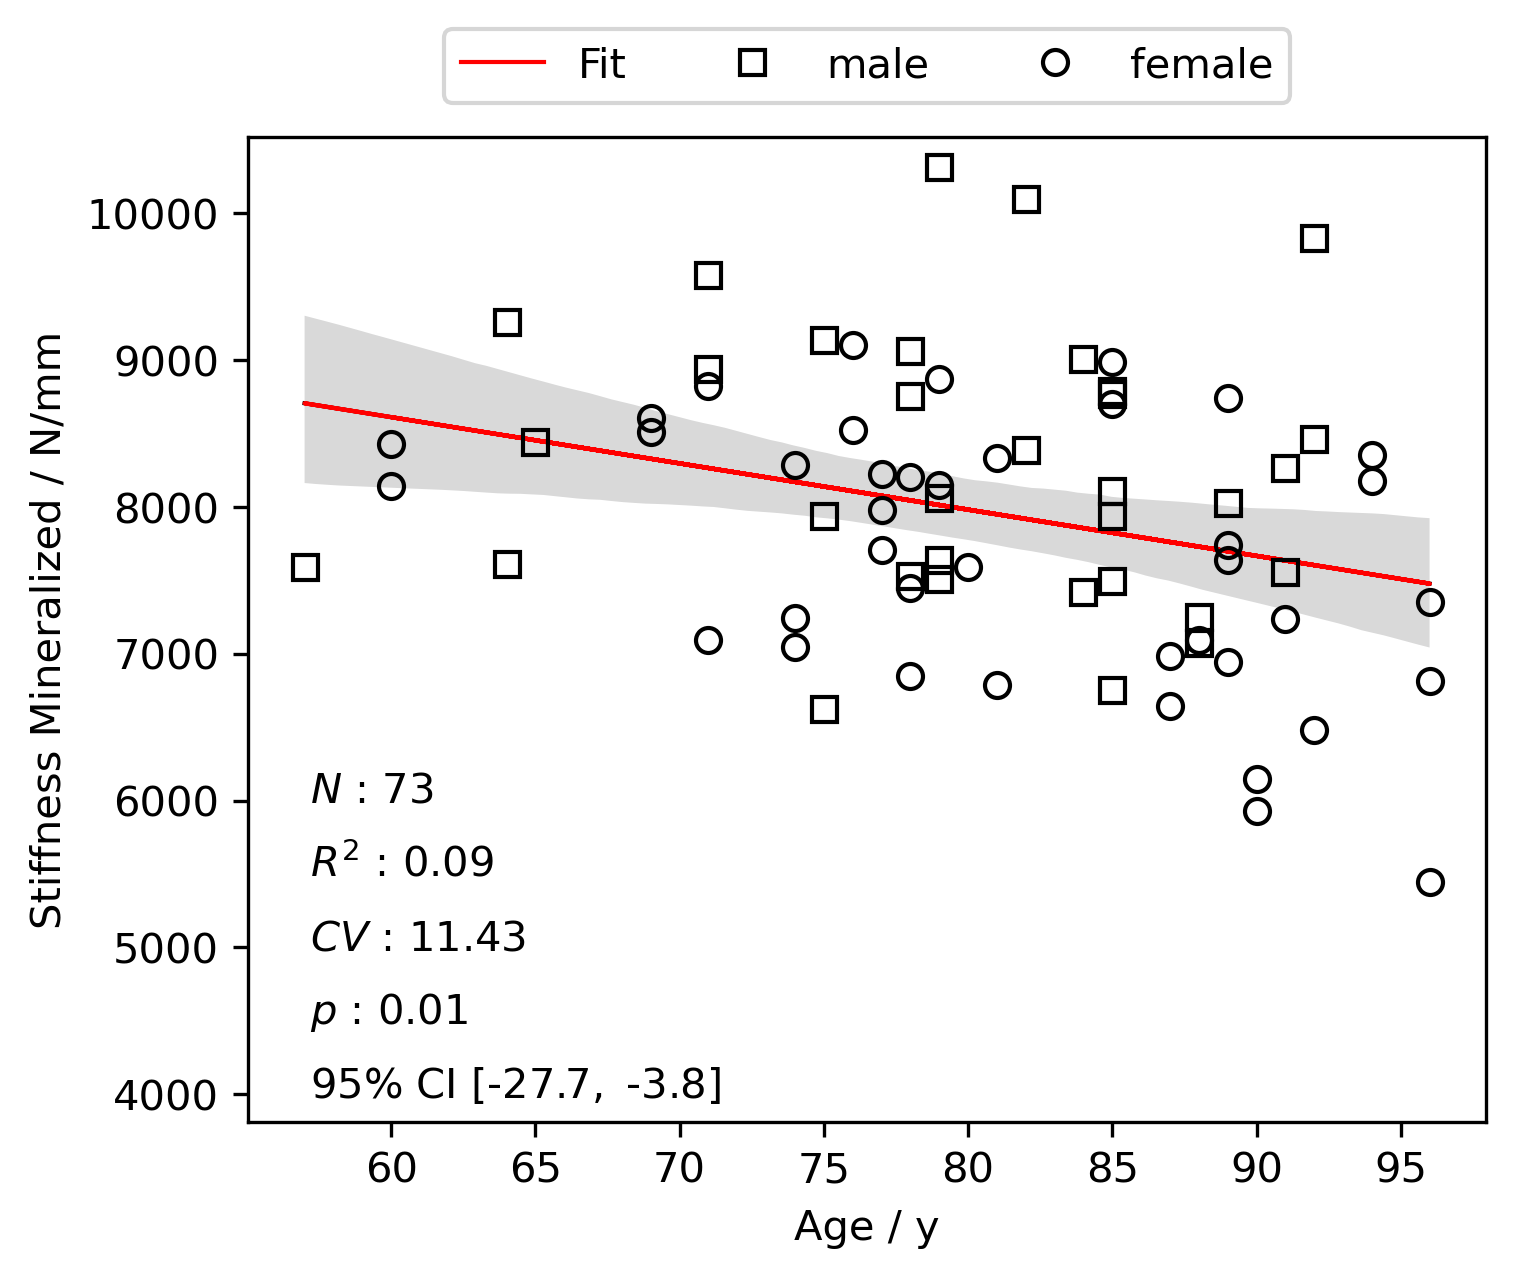 Fit male female
10000
9000
8000
7000
6000
5000
4000
Stiffness Mineralized / N/mm
N : 73
R² : 0.09
CV : 11.43
p : 0.01
95% CI [-27.7, -3.8]
60 65 70 75 80 85 90 95
Age / y